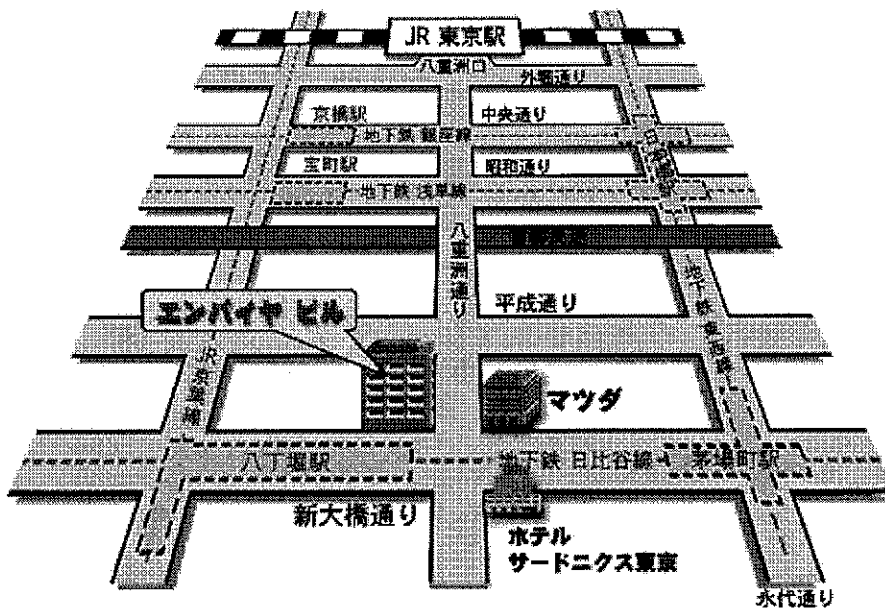 JR 東京駅
八重洲口
外堀通り
京橋駅
中央通り
地下鉄 銀座線
日本橋駅
宝町駅
昭和通り
地下鉄 浅草線
八重洲通り
平成通り
地下鉄 東西線
エンパイヤ ビル
JR 京葉線
マツダ
八丁堀駅
地下鉄 日比谷線
茅場町駅
新大橋通り
ホテル
サードニクス東京
永代通り